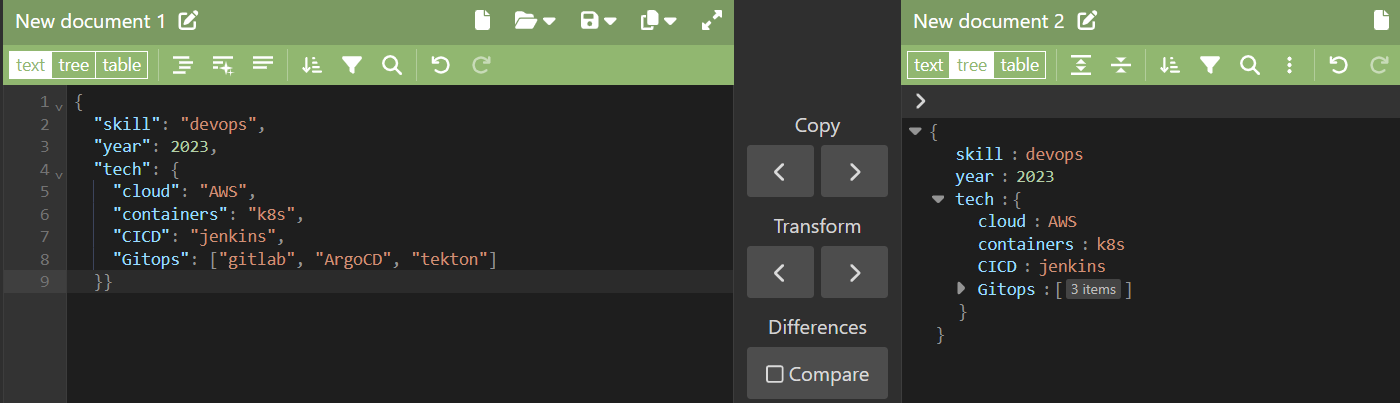 New document 1
text tree table
1 {
2 "skill": "devops",
3 "year": 2023,
4 "tech": {
5 "cloud": "AWS",
6 "containers": "k8s",
7 "CICD": "jenkins",
8 "Gitops": ["gitlab", "ArgoCD", "tekton"]
9 }}
Copy
Transform
Differences
Compare
New document 2
text tree table
{
skill : devops
year : 2023
tech : {
cloud : AWS
containers : k8s
CICD : jenkins
Gitops : [ 3 items ]
}
}